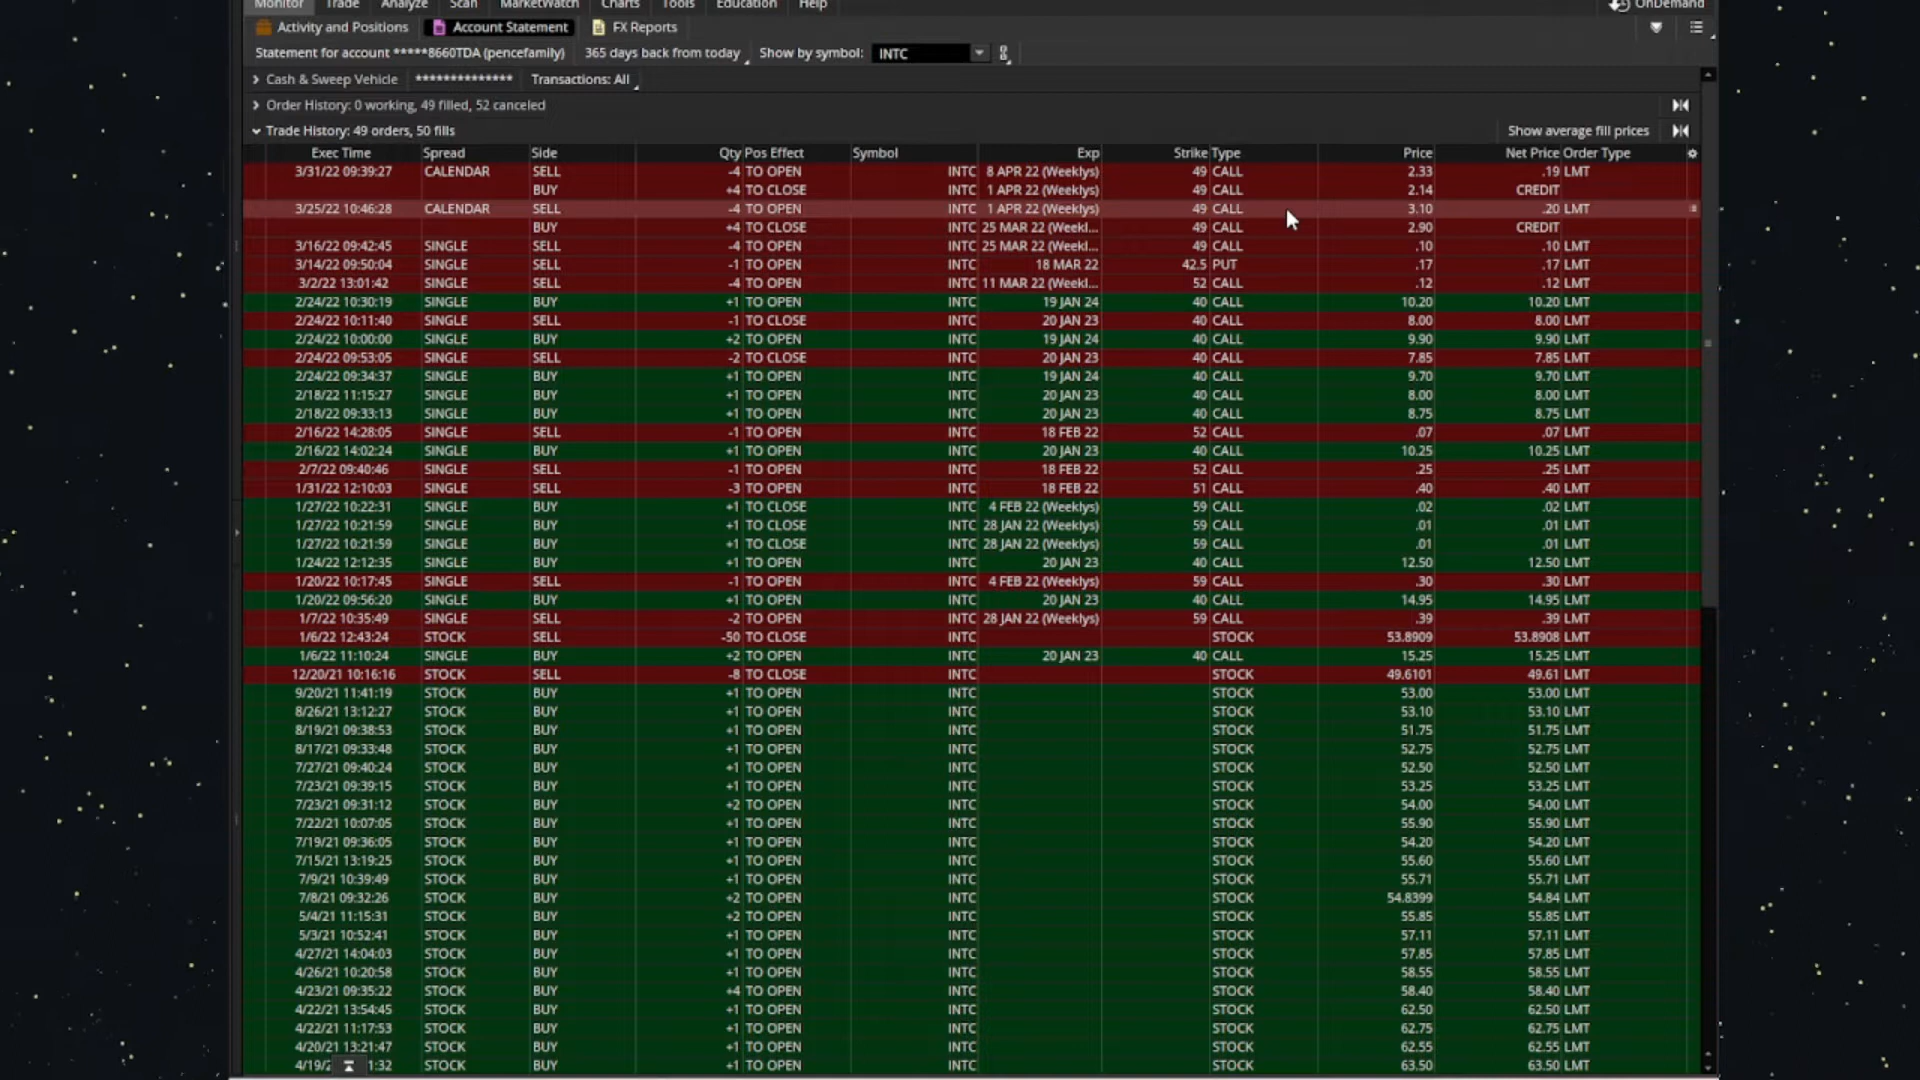 Monitor Trade Analyze Scan MarketWatch Charts Tools Education Help OnDemand
Activity and Positions Account Statement FX Reports
Statement for account *****8660TDA (pencefamily) 365 days back from today Show by symbol: INTC
Cash & Sweep Vehicle ************** Transactions: All
Order History: 0 working, 49 filled, 52 canceled
Trade History: 49 orders, 50 fills Show average fill prices
Exec Time Spread Side Qty Pos Effect Symbol Exp Strike Type Price Net Price Order Type
3/31/22 09:39:27 CALENDAR SELL -4 TO OPEN INTC 8 APR 22 (Weeklys) 49 CALL 2.33 .19 LMT
BUY +4 TO CLOSE INTC 1 APR 22 (Weeklys) 49 CALL 2.14 CREDIT
3/25/22 10:46:28 CALENDAR SELL -4 TO OPEN INTC 1 APR 22 (Weeklys) 49 CALL 3.10 .20 LMT
BUY +4 TO CLOSE INTC 25 MAR 22 (Weekl... 49 CALL 2.90 CREDIT
3/16/22 09:42:45 SINGLE SELL -4 TO OPEN INTC 25 MAR 22 (Weekl... 49 CALL .10 .10 LMT
3/14/22 09:50:04 SINGLE SELL -1 TO OPEN INTC 18 MAR 22 42.5 PUT .17 .17 LMT
3/2/22 13:01:42 SINGLE SELL -4 TO OPEN INTC 11 MAR 22 (Weekl... 52 CALL .12 .12 LMT
2/24/22 10:30:19 SINGLE BUY +1 TO OPEN INTC 19 JAN 24 40 CALL 10.20 10.20 LMT
2/24/22 10:11:40 SINGLE SELL -1 TO CLOSE INTC 20 JAN 23 40 CALL 8.00 8.00 LMT
2/24/22 10:00:00 SINGLE BUY +2 TO OPEN INTC 19 JAN 24 40 CALL 9.90 9.90 LMT
2/24/22 09:53:05 SINGLE SELL -2 TO CLOSE INTC 20 JAN 23 40 CALL 7.85 7.85 LMT
2/24/22 09:34:37 SINGLE BUY +1 TO OPEN INTC 19 JAN 24 40 CALL 9.70 9.70 LMT
2/18/22 11:15:27 SINGLE BUY +1 TO OPEN INTC 20 JAN 23 40 CALL 8.00 8.00 LMT
2/18/22 09:33:13 SINGLE BUY +1 TO OPEN INTC 20 JAN 23 40 CALL 8.75 8.75 LMT
2/16/22 14:28:05 SINGLE SELL -1 TO OPEN INTC 18 FEB 22 52 CALL .07 .07 LMT
2/16/22 14:02:24 SINGLE BUY +1 TO OPEN INTC 20 JAN 23 40 CALL 10.25 10.25 LMT
2/7/22 09:40:46 SINGLE SELL -1 TO OPEN INTC 18 FEB 22 52 CALL .25 .25 LMT
1/31/22 12:10:03 SINGLE SELL -3 TO OPEN INTC 18 FEB 22 51 CALL .40 .40 LMT
1/27/22 10:22:31 SINGLE BUY +1 TO CLOSE INTC 4 FEB 22 (Weeklys) 59 CALL .02 .02 LMT
1/27/22 10:21:59 SINGLE BUY +1 TO CLOSE INTC 28 JAN 22 (Weeklys) 59 CALL .01 .01 LMT
1/27/22 10:21:59 SINGLE BUY +1 TO CLOSE INTC 28 JAN 22 (Weeklys) 59 CALL .01 .01 LMT
1/24/22 12:12:35 SINGLE BUY +1 TO OPEN INTC 20 JAN 23 40 CALL 12.50 12.50 LMT
1/20/22 10:17:45 SINGLE SELL -1 TO OPEN INTC 4 FEB 22 (Weeklys) 59 CALL .30 .30 LMT
1/20/22 09:56:20 SINGLE BUY +1 TO OPEN INTC 20 JAN 23 40 CALL 14.95 14.95 LMT
1/7/22 10:35:49 SINGLE SELL -2 TO OPEN INTC 28 JAN 22 (Weeklys) 59 CALL .39 .39 LMT
1/6/22 12:43:24 STOCK SELL -50 TO CLOSE INTC STOCK 53.8909 53.8908 LMT
1/6/22 11:10:24 SINGLE BUY +2 TO OPEN INTC 20 JAN 23 40 CALL 15.25 15.25 LMT
12/20/21 10:16:16 STOCK SELL -8 TO CLOSE INTC STOCK 49.6101 49.61 LMT
9/20/21 11:41:19 STOCK BUY +1 TO OPEN INTC STOCK 53.00 53.00 LMT
8/26/21 13:12:27 STOCK BUY +1 TO OPEN INTC STOCK 53.10 53.10 LMT
8/19/21 09:38:53 STOCK BUY +1 TO OPEN INTC STOCK 51.75 51.75 LMT
8/17/21 09:33:48 STOCK BUY +1 TO OPEN INTC STOCK 52.75 52.75 LMT
7/27/21 09:40:24 STOCK BUY +1 TO OPEN INTC STOCK 52.50 52.50 LMT
7/23/21 09:39:15 STOCK BUY +1 TO OPEN INTC STOCK 53.25 53.25 LMT
7/23/21 09:31:12 STOCK BUY +2 TO OPEN INTC STOCK 54.00 54.00 LMT
7/22/21 10:07:05 STOCK BUY +1 TO OPEN INTC STOCK 55.90 55.90 LMT
7/19/21 09:36:05 STOCK BUY +1 TO OPEN INTC STOCK 54.20 54.20 LMT
7/15/21 13:19:25 STOCK BUY +1 TO OPEN INTC STOCK 55.60 55.60 LMT
7/9/21 10:39:49 STOCK BUY +1 TO OPEN INTC STOCK 55.71 55.71 LMT
7/8/21 09:32:26 STOCK BUY +2 TO OPEN INTC STOCK 54.8399 54.84 LMT
5/4/21 11:15:31 STOCK BUY +2 TO OPEN INTC STOCK 55.85 55.85 LMT
5/3/21 10:52:41 STOCK BUY +1 TO OPEN INTC STOCK 57.11 57.11 LMT
4/27/21 14:04:03 STOCK BUY +1 TO OPEN INTC STOCK 57.85 57.85 LMT
4/26/21 10:20:58 STOCK BUY +1 TO OPEN INTC STOCK 58.55 58.55 LMT
4/23/21 09:35:22 STOCK BUY +4 TO OPEN INTC STOCK 58.40 58.40 LMT
4/22/21 13:54:45 STOCK BUY +1 TO OPEN INTC STOCK 62.50 62.50 LMT
4/22/21 11:17:53 STOCK BUY +1 TO OPEN INTC STOCK 62.75 62.75 LMT
4/20/21 13:21:47 STOCK BUY +1 TO OPEN INTC STOCK 62.55 62.55 LMT
4/19/2 1:32 STOCK BUY +1 TO OPEN INTC STOCK 63.50 63.50 LMT